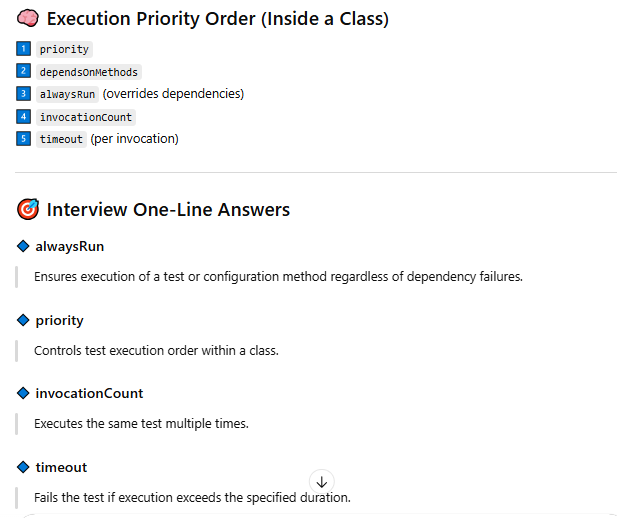 🧠 Execution Priority Order (Inside a Class)
1 priority
2 dependsOnMethods
3 alwaysRun (overrides dependencies)
4 invocationCount
5 timeout (per invocation)
🎯 Interview One-Line Answers
🔷 alwaysRun
Ensures execution of a test or configuration method regardless of dependency failures.
🔷 priority
Controls test execution order within a class.
🔷 invocationCount
Executes the same test multiple times.
🔷 timeout
Fails the test if execution exceeds the specified duration.